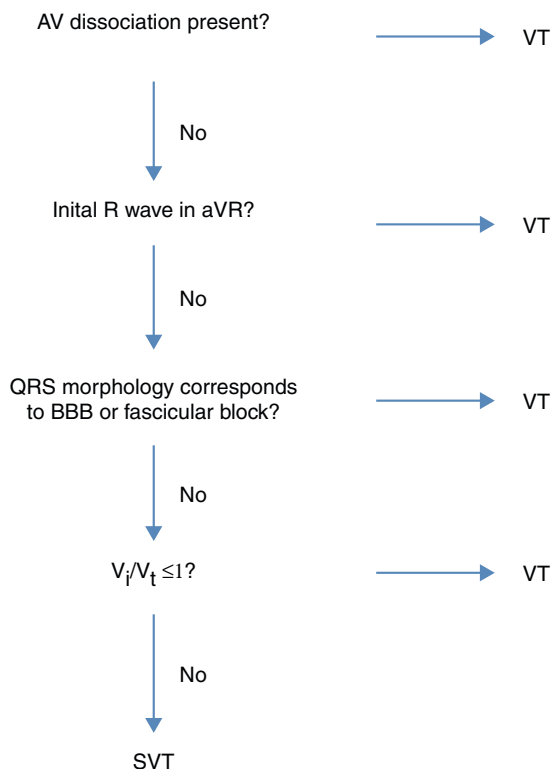 AV dissociation present?
VT
No
Inital R wave in aVR?
VT
No
QRS morphology corresponds
to BBB or fascicular block?
VT
No
Vi/Vt ≤1?
VT
No
SVT